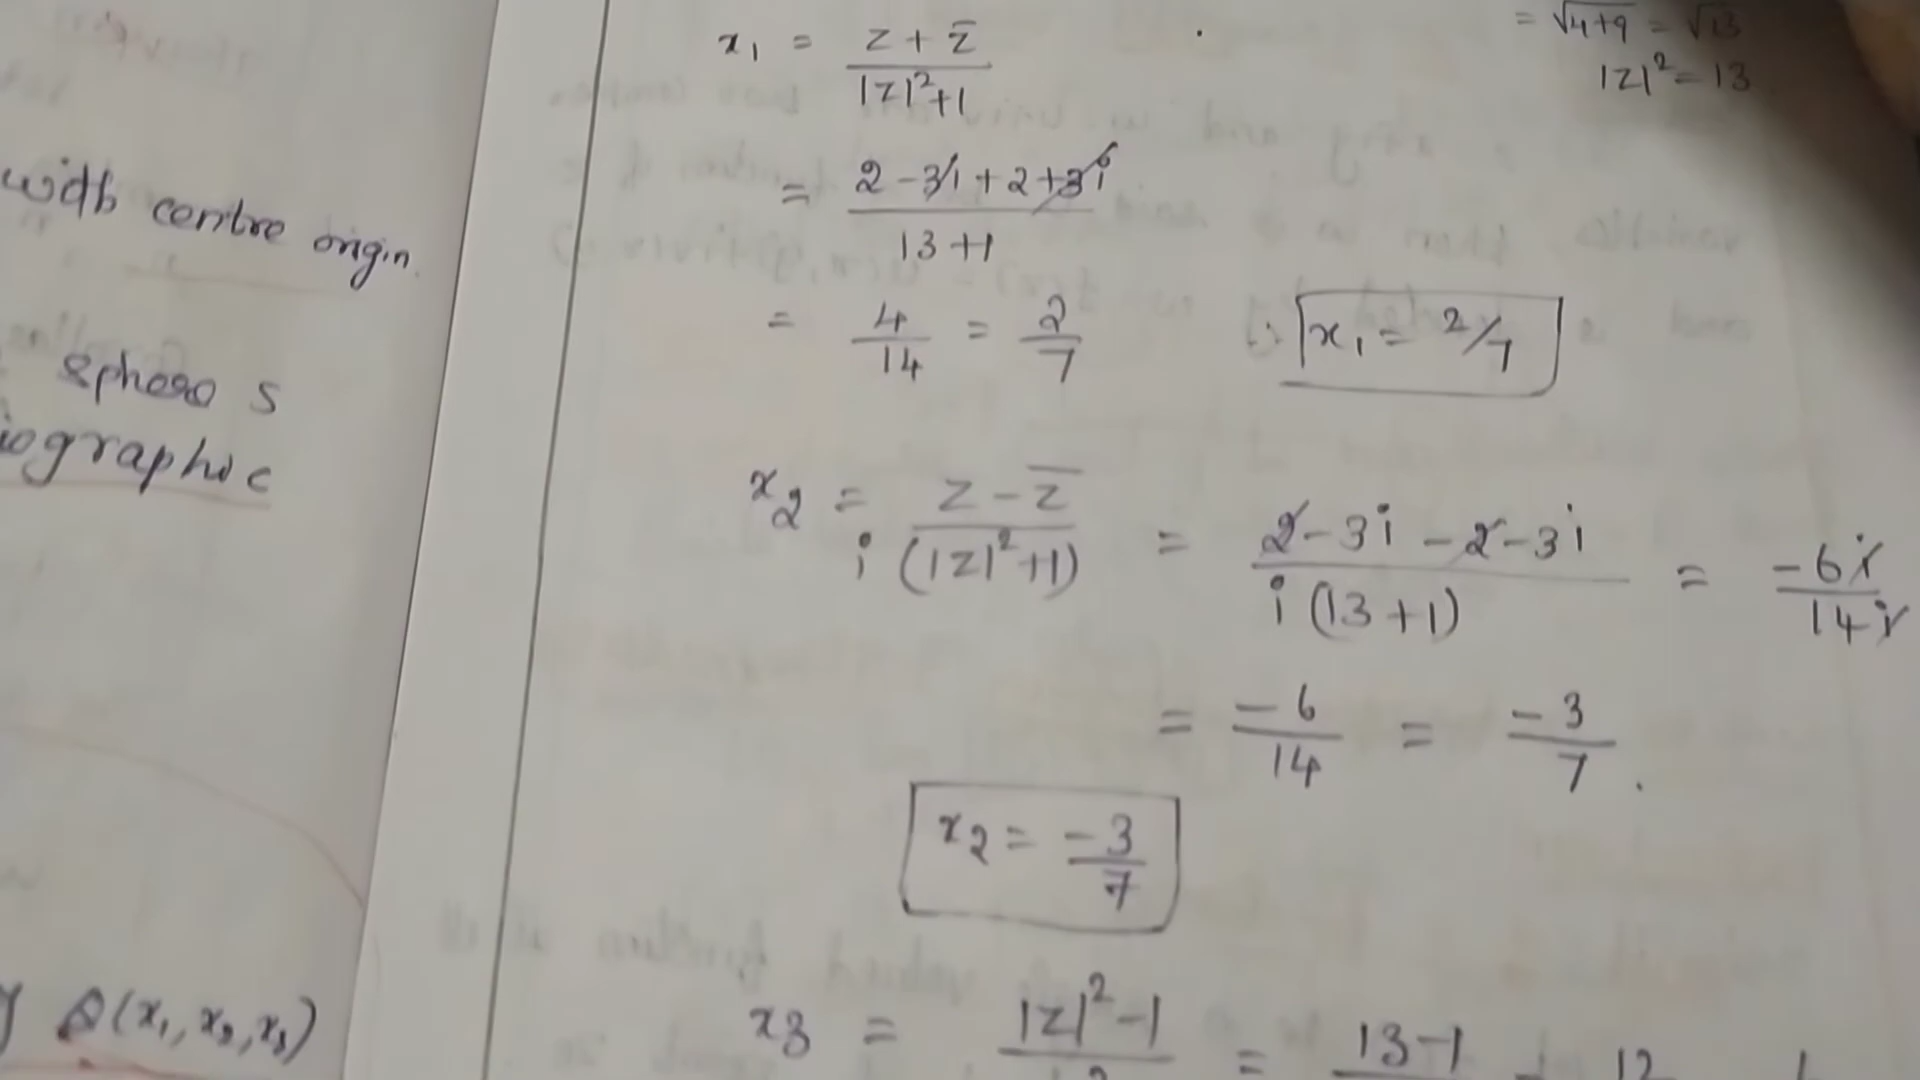 with centre origin.
sphere s
iographic
Q(x₁, x₂, x₃)
= √4+9 = √13
|z|² = 13
x₁ = z + z̄ / |z|²+1
= 2 - 3i + 2 + 3i / 13 + 1
= 4/14 = 2/7 ∴ x₁ = 2/7
x₂ = z - z̄ / i (|z|² + 1) = 2 - 3i - 2 - 3i / i (13 + 1) = -6i / 14i
= -6/14 = -3/7 .
x₂ = -3/7
x3 = |z|² - 1 = 13 - 1 12